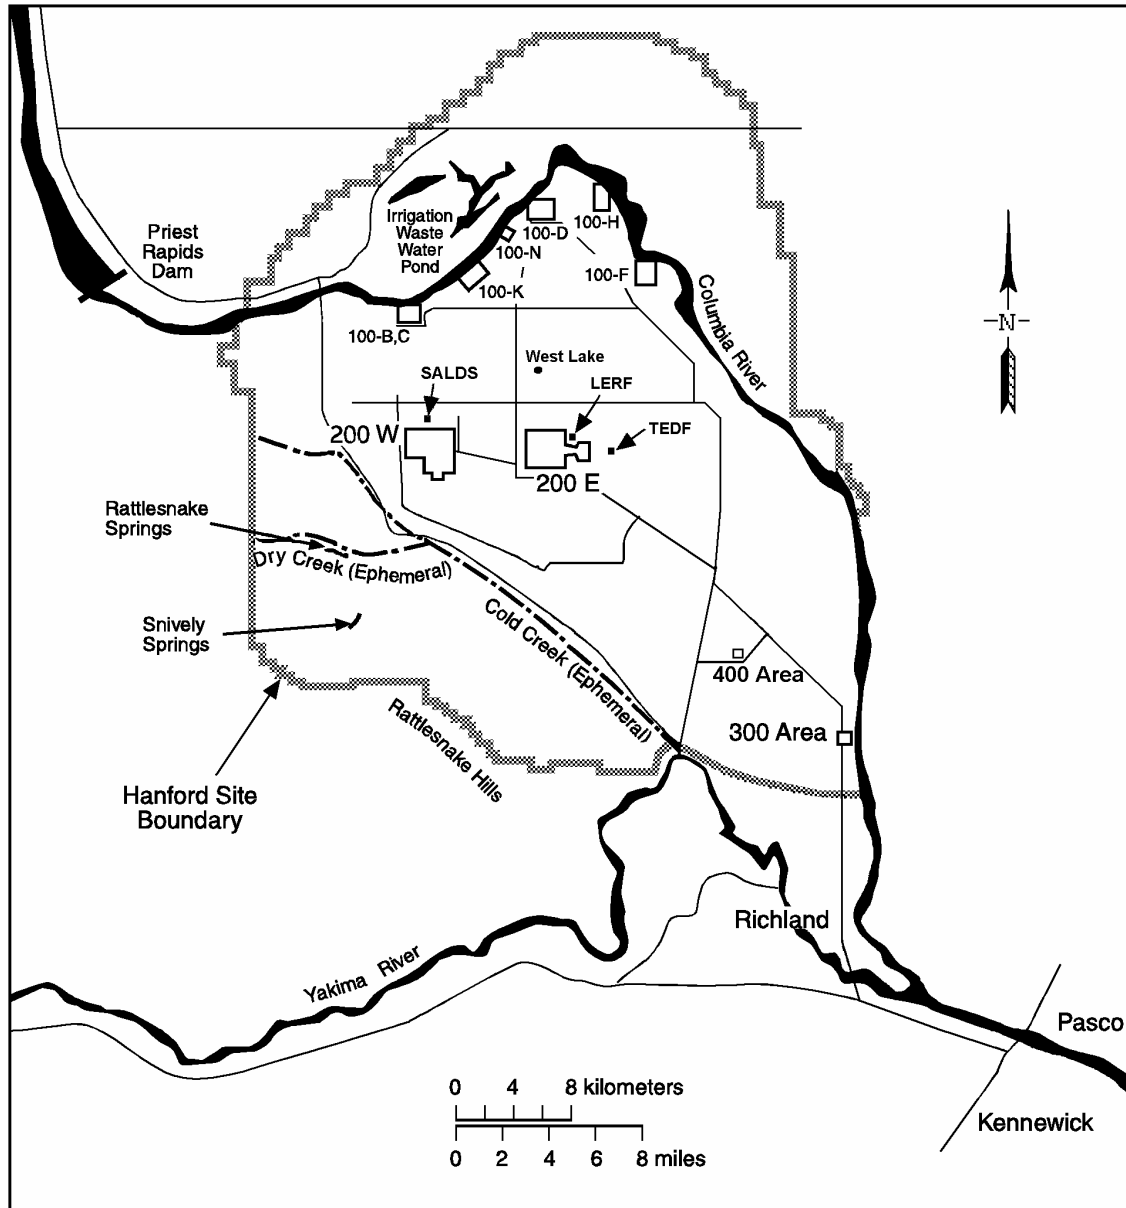 Priest
Rapids
Dam
Irrigation
Waste
Water
Pond
100-H
100-D
100-N
100-F
100-K
100-B,C
Columbia River
N
West Lake
SALDS
LERF
200 W
TEDF
200 E
Rattlesnake
Springs
Dry Creek (Ephemeral)
Snively
Springs
Cold Creek (Ephemeral)
400 Area
300 Area
Rattlesnake Hills
Hanford Site
Boundary
Richland
Yakima River
Pasco
Kennewick
0 4 8 kilometers
0 2 4 6 8 miles